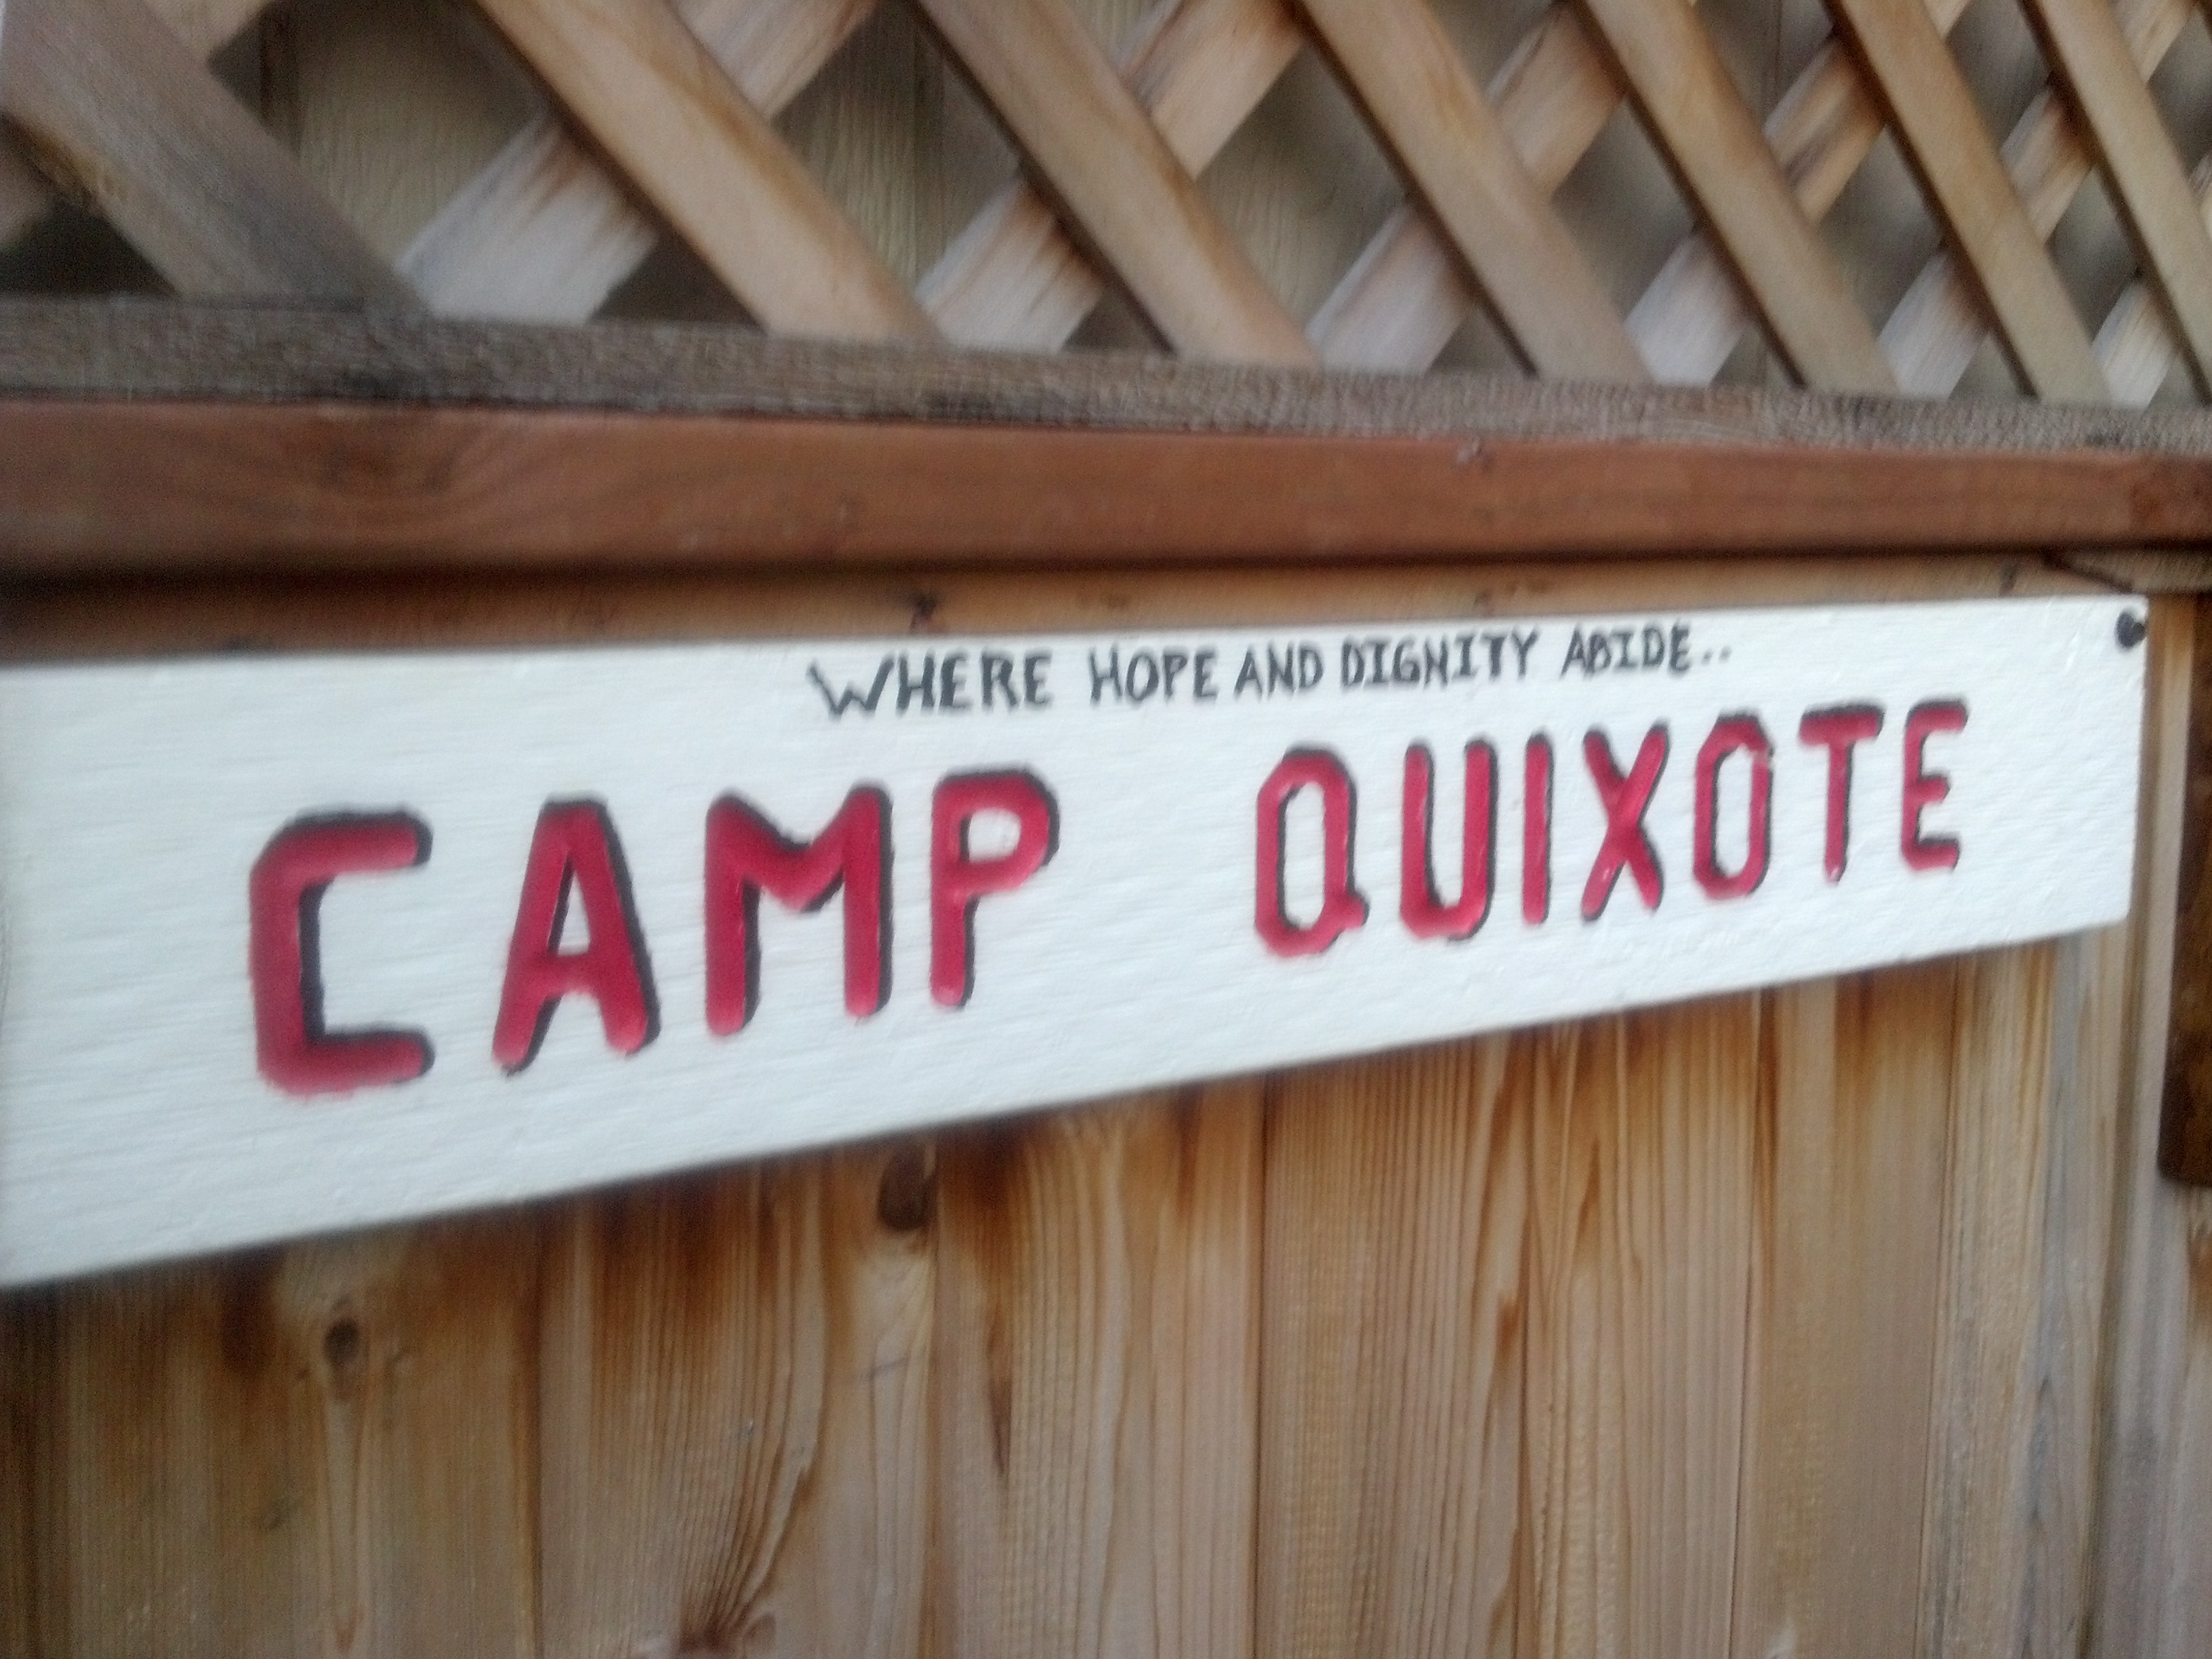 WHERE HOPE AND DIGNITY ABIDE..
CAMP QUIXOTE